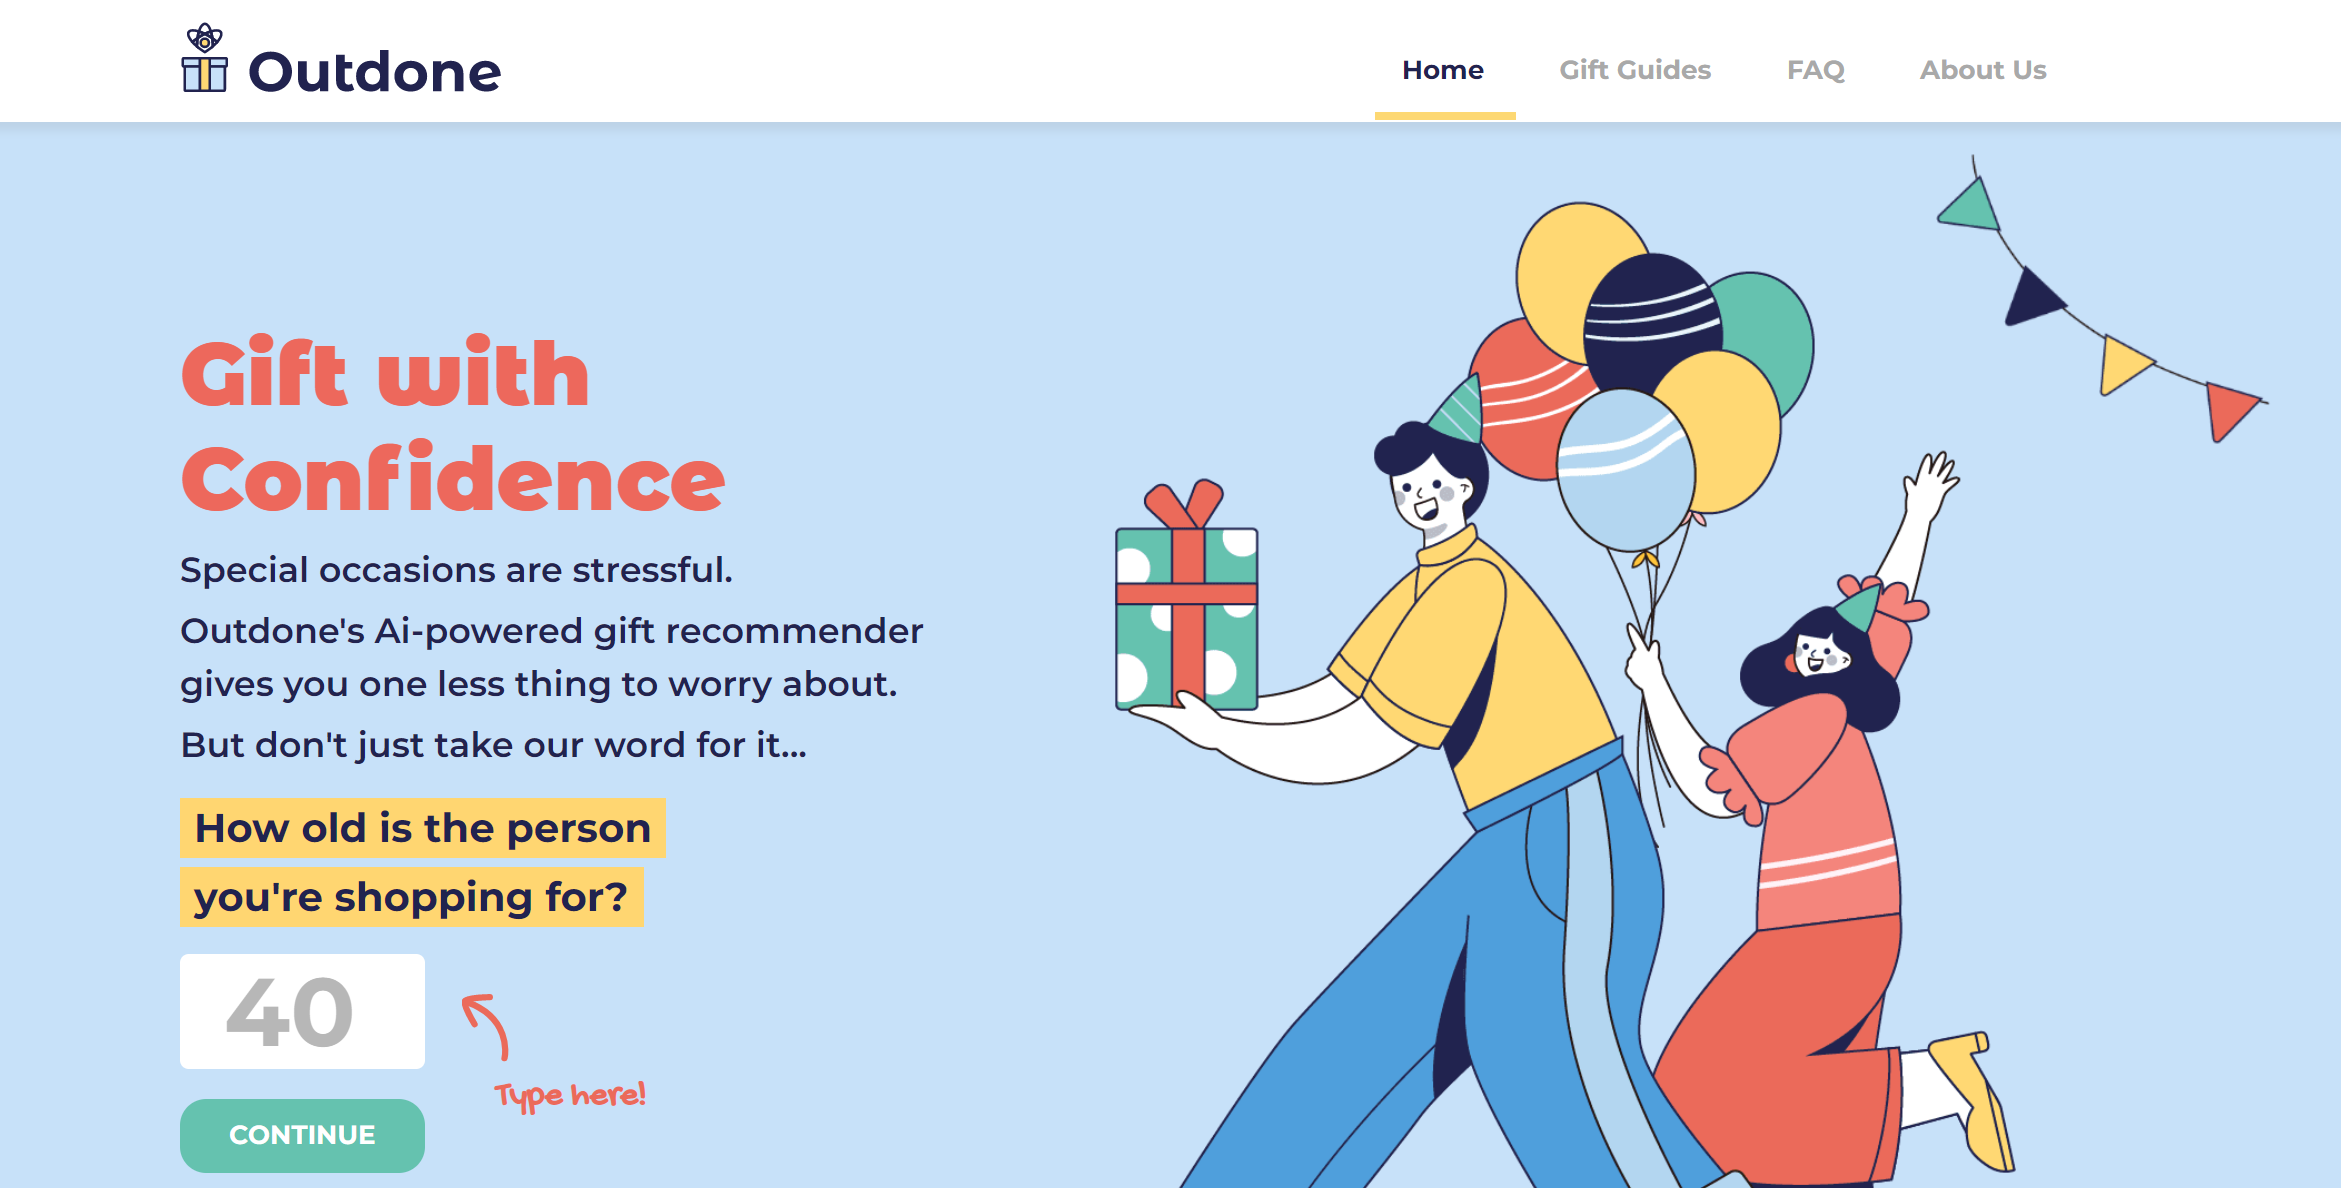 Outdone
Home
Gift Guides
FAQ
About Us
Gift with
Confidence
Special occasions are stressful.
Outdone's Ai-powered gift recommender
gives you one less thing to worry about.
But don't just take our word for it...
How old is the person
you're shopping for?
40
Type here!
CONTINUE